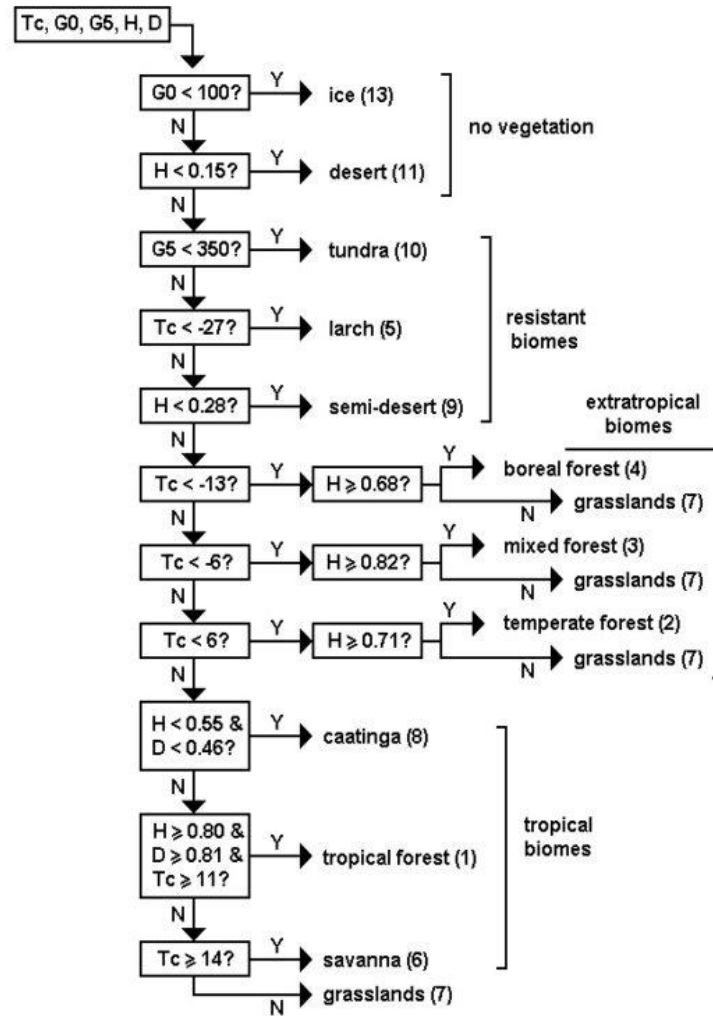 Tc, G0, G5, H, D
G0 < 100?
Y
ice (13)
N
no vegetation
H < 0.15?
Y
desert (11)
N
G5 < 350?
Y
tundra (10)
N
Tc < -27?
Y
larch (5)
resistant
biomes
N
H < 0.28?
Y
semi-desert (9)
extratropical
biomes
N
Tc < -13?
Y
H ⩾ 0.68?
Y
boreal forest (4)
N
grasslands (7)
N
Tc < -6?
Y
H ⩾ 0.82?
Y
mixed forest (3)
N
grasslands (7)
N
Tc < 6?
Y
H ⩾ 0.71?
Y
temperate forest (2)
N
grasslands (7)
N
H < 0.55 &
D < 0.46?
Y
caatinga (8)
N
tropical
biomes
H ⩾ 0.80 &
D ⩾ 0.81 &
Tc ⩾ 11?
Y
tropical forest (1)
N
Tc ⩾ 14?
Y
savanna (6)
N
grasslands (7)